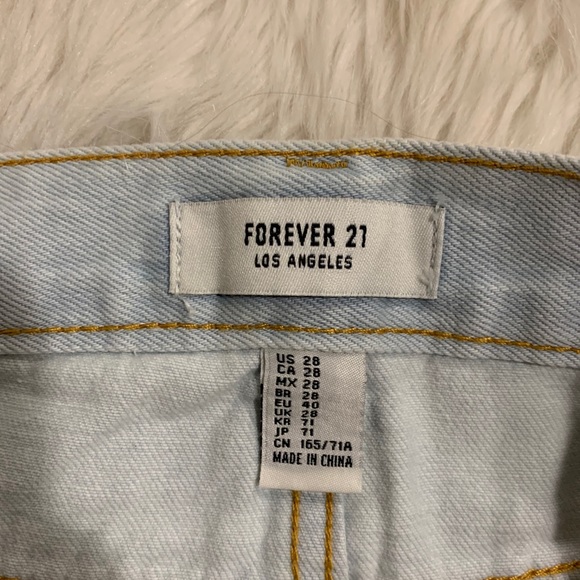 FOREVER 21
LOS ANGELES
US 28
CA 28
MX 28
BR 28
EU 40
UK 28
KR 71
JP 71
CN 165/71A
MADE IN CHINA